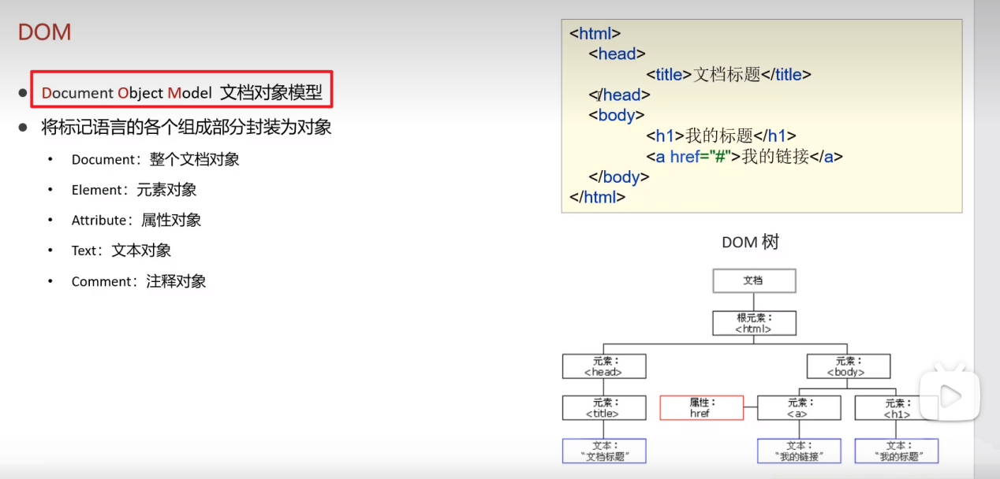 DOM
Document Object Model 文档对象模型
将标记语言的各个组成部分封装为对象
Document：整个文档对象
Element：元素对象
Attribute：属性对象
Text：文本对象
Comment：注释对象
<html>
<head>
<title>文档标题</title>
</head>
<body>
<h1>我的标题</h1>
<a href="#">我的链接</a>
</body>
</html>
DOM 树
文档
根元素：
<html>
元素：
<head>
元素：
<body>
元素：
<title>
属性：
href
元素：
<a>
元素：
<h1>
文本：
“文档标题”
文本：
“我的链接”
文本：
“我的标题”